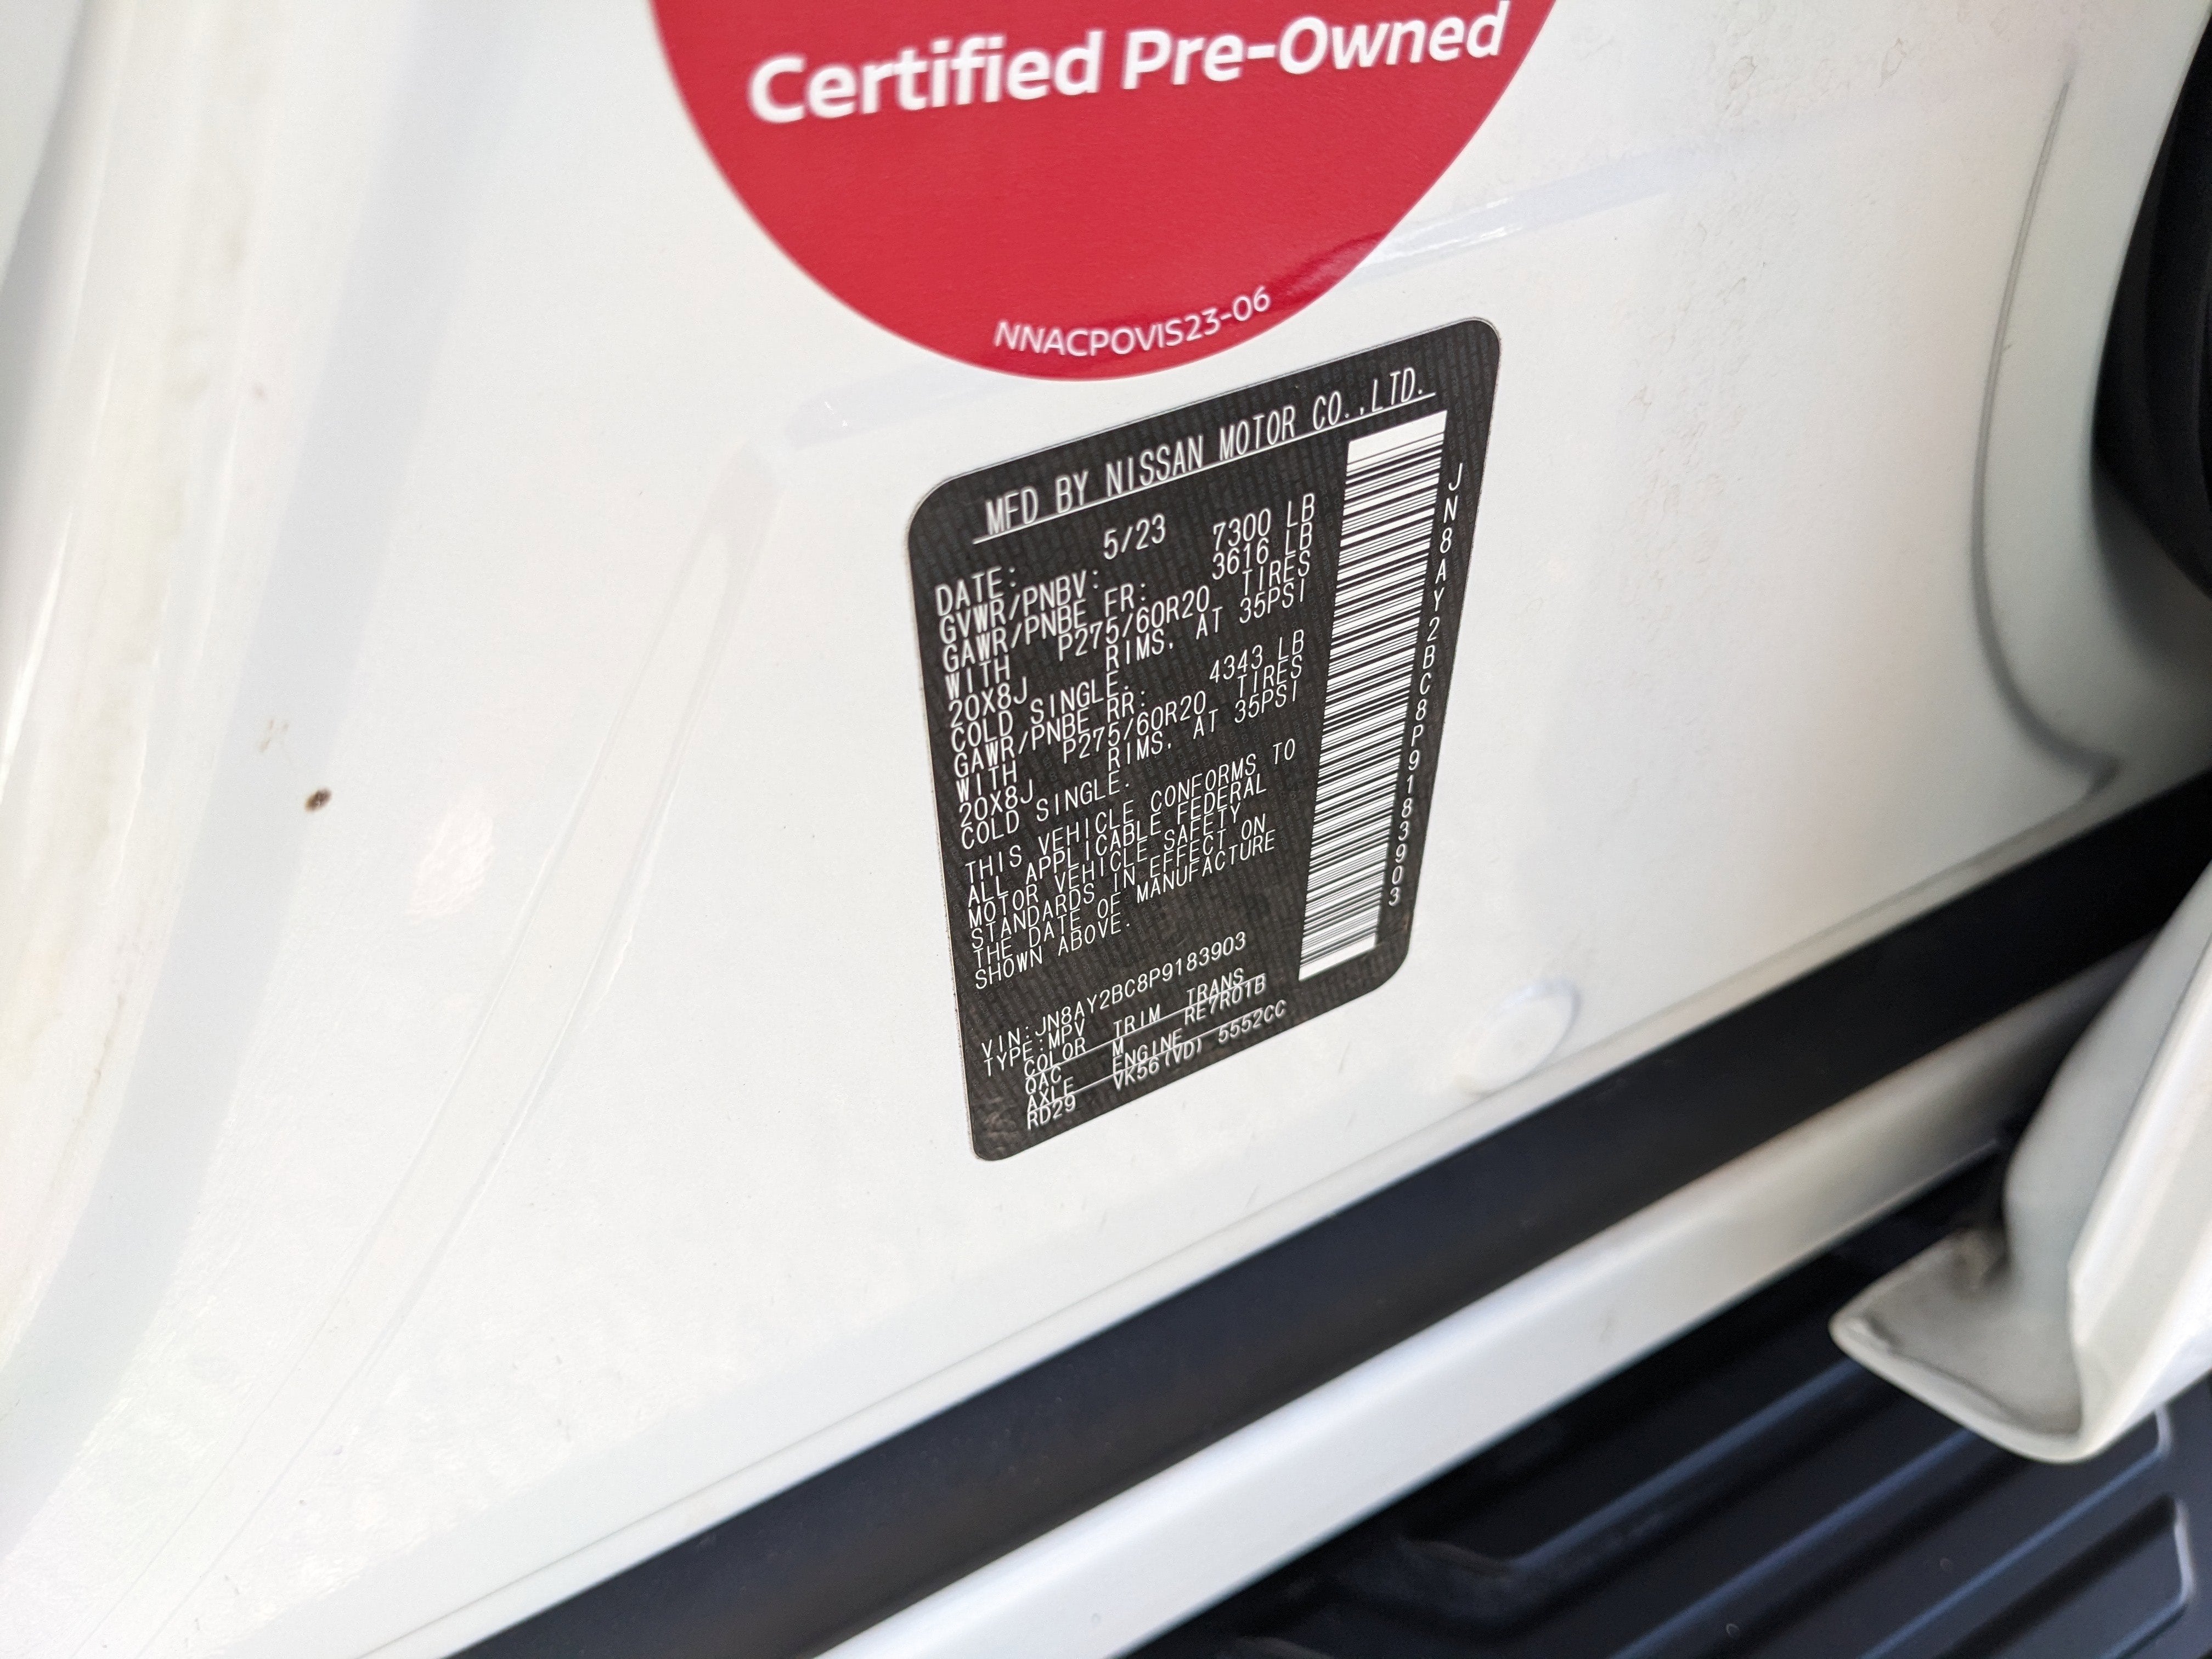 Certified Pre-Owned
NNACPOVIS23-06
MFD BY NISSAN MOTOR CO.,LTD.
DATE: 5/23
GVWR/PNBV: 7300 LB
GAWR/PNBE FR: 3616 LB
WITH P275/60R20 TIRES
20X8J RIMS, AT 35PSI
COLD SINGLE.
GAWR/PNBE RR: 4343 LB
WITH P275/60R20 TIRES
20X8J RIMS, AT 35PSI
COLD SINGLE.
THIS VEHICLE CONFORMS TO
ALL APPLICABLE FEDERAL
MOTOR VEHICLE SAFETY
STANDARDS IN EFFECT ON
THE DATE OF MANUFACTURE
SHOWN ABOVE.
VIN:JN8AY2BC8P9183903
TYPE:MPV
COLOR TRIM TRANS
QAC M RE7R01B
AXLE ENGINE
RD29 VK56(VD) 5552CC
JN8AY2BC8P9183903